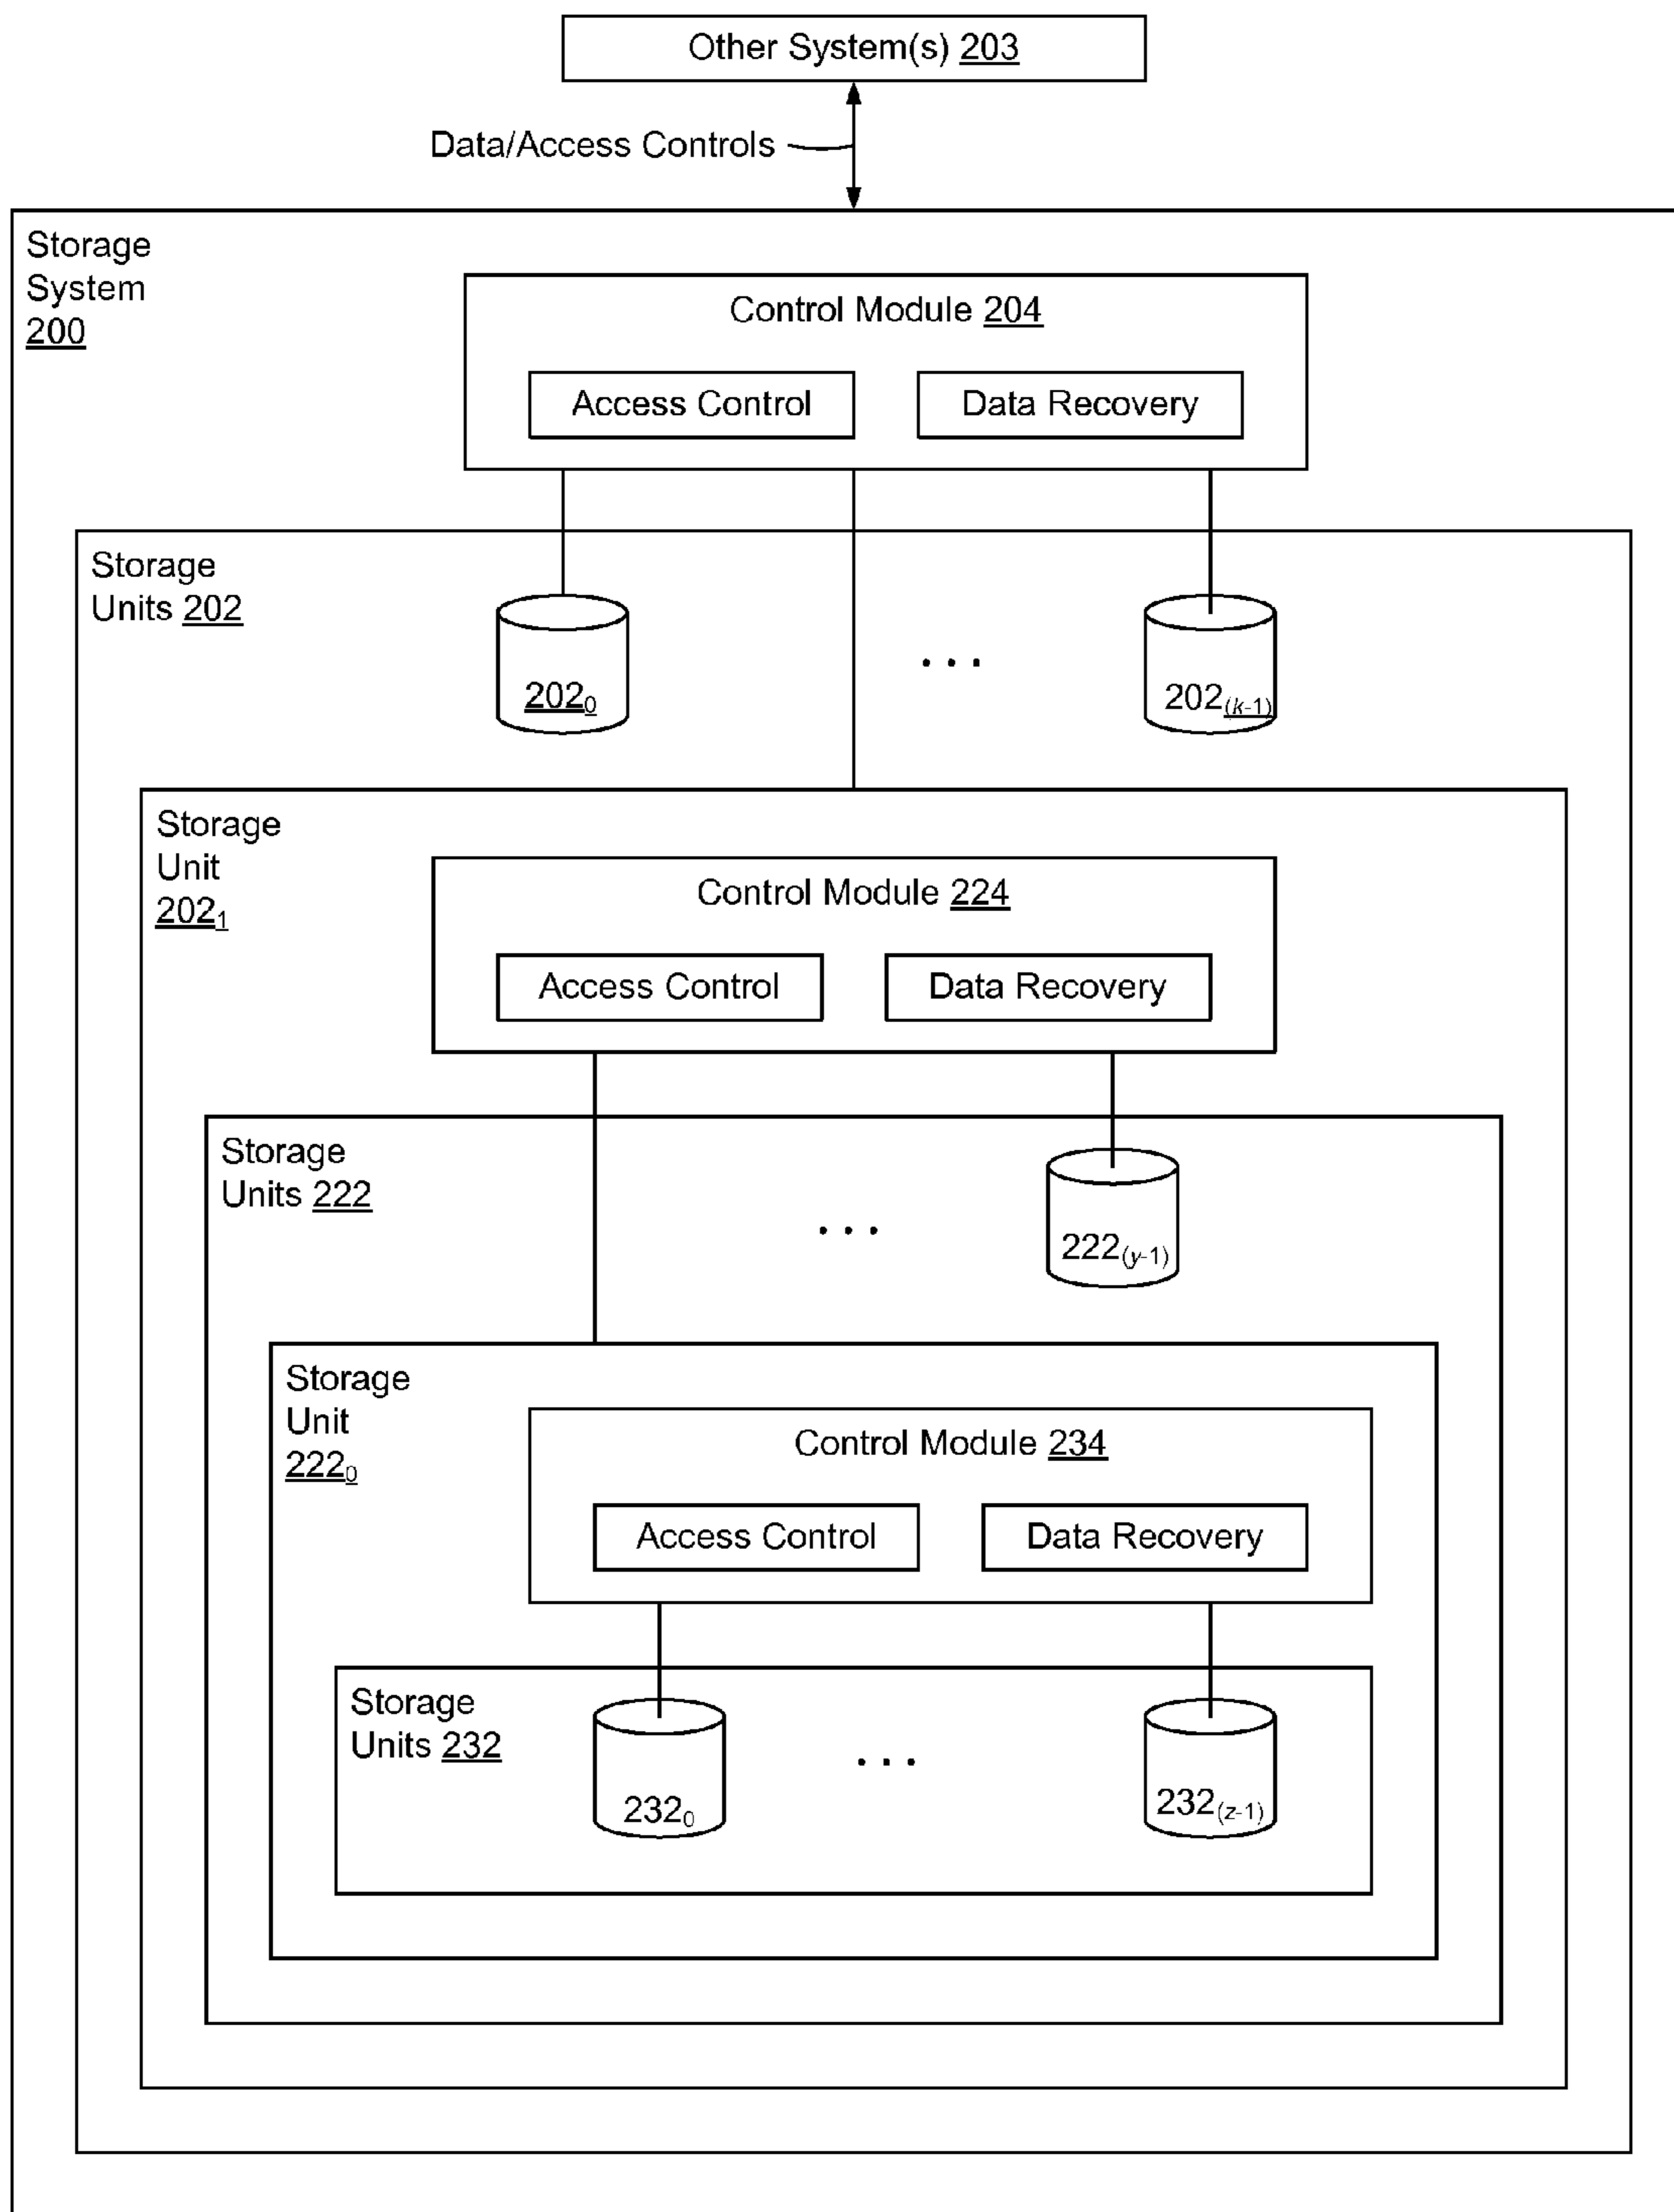 Other System(s) 203
Data/Access Controls
Storage
System
200
Control Module 204
Access Control
Data Recovery
Storage
Units 202
202₀
. . .
202₍k-1₎
Storage
Unit
202₁
Control Module 224
Access Control
Data Recovery
Storage
Units 222
. . .
222₍y-1₎
Storage
Unit
222₀
Control Module 234
Access Control
Data Recovery
Storage
Units 232
232₀
. . .
232₍z-1₎